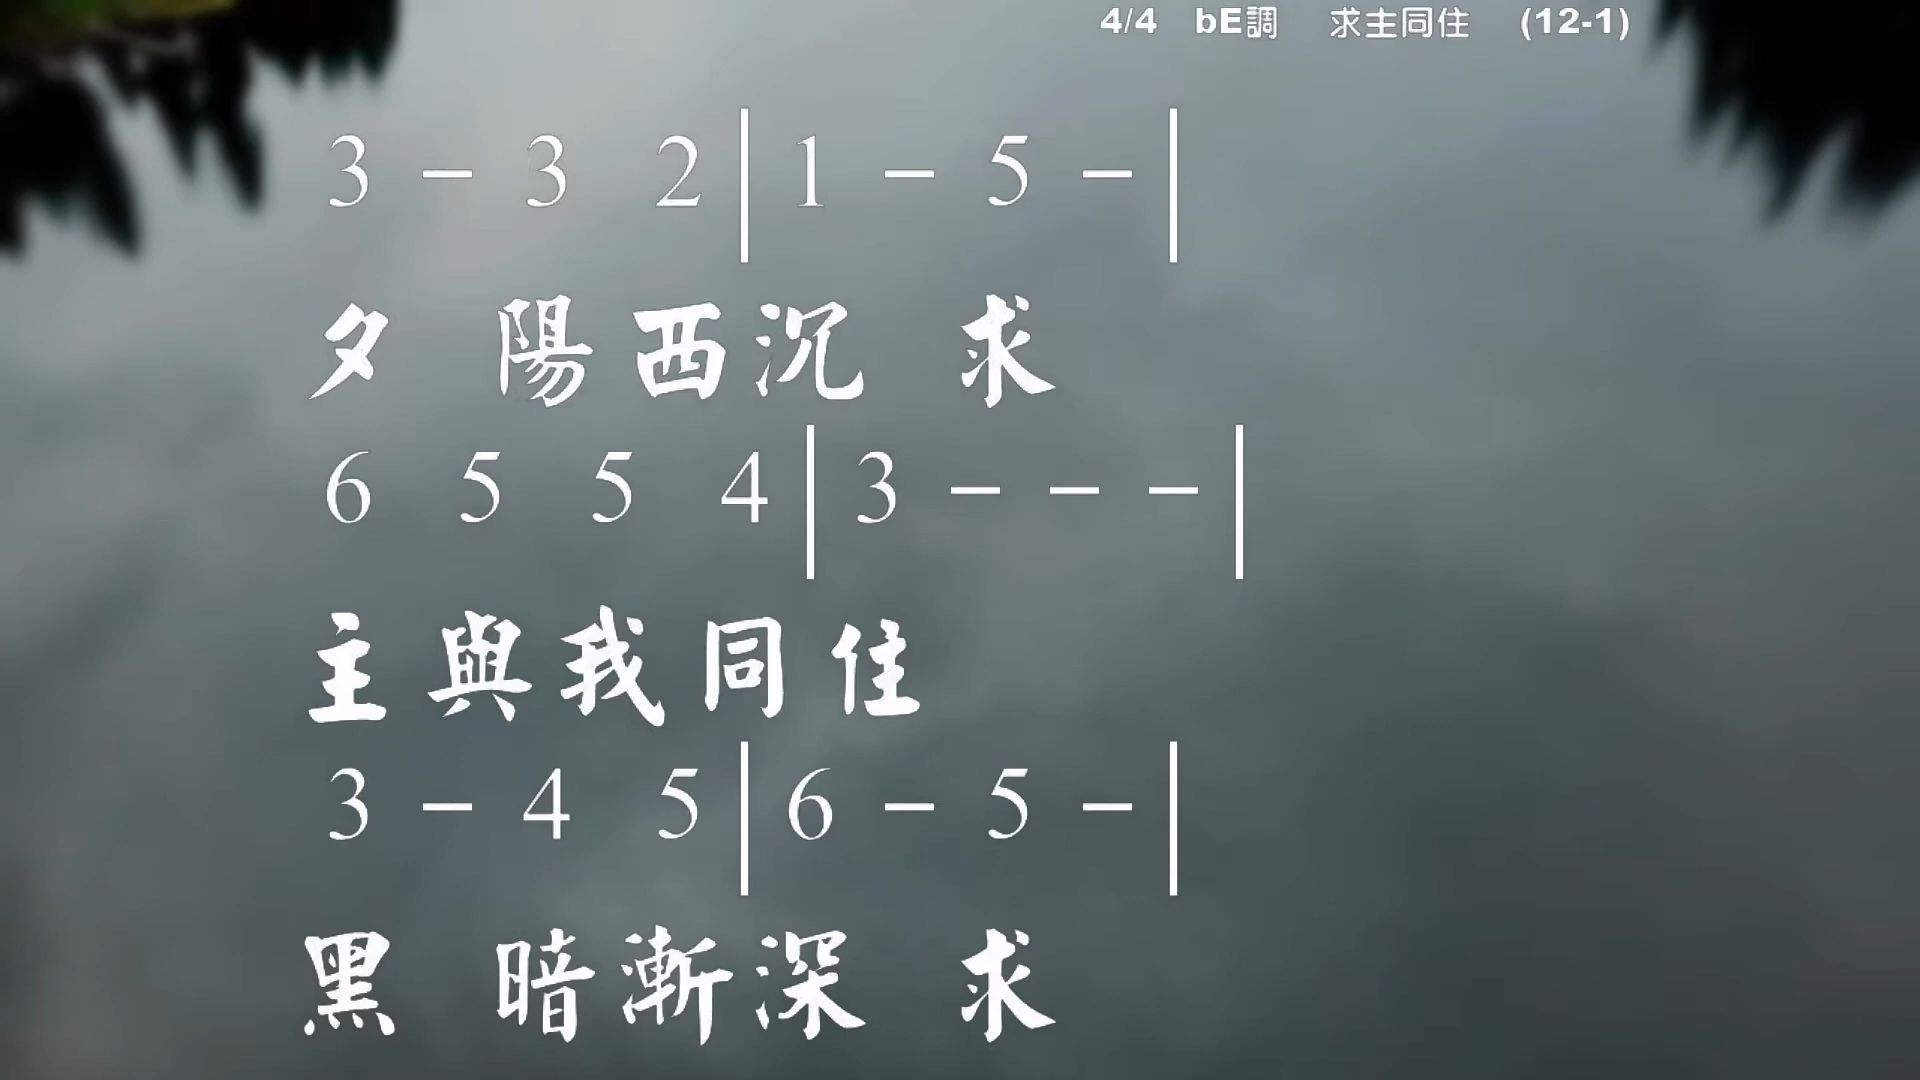 4/4 bE調 求主同住 (12-1)
3 - 3 2 | 1 - 5 - |
夕 陽西沉 求
6 5 5 4 | 3 - - - |
主與我同住
3 - 4 5 | 6 - 5 - |
黑 暗漸深 求